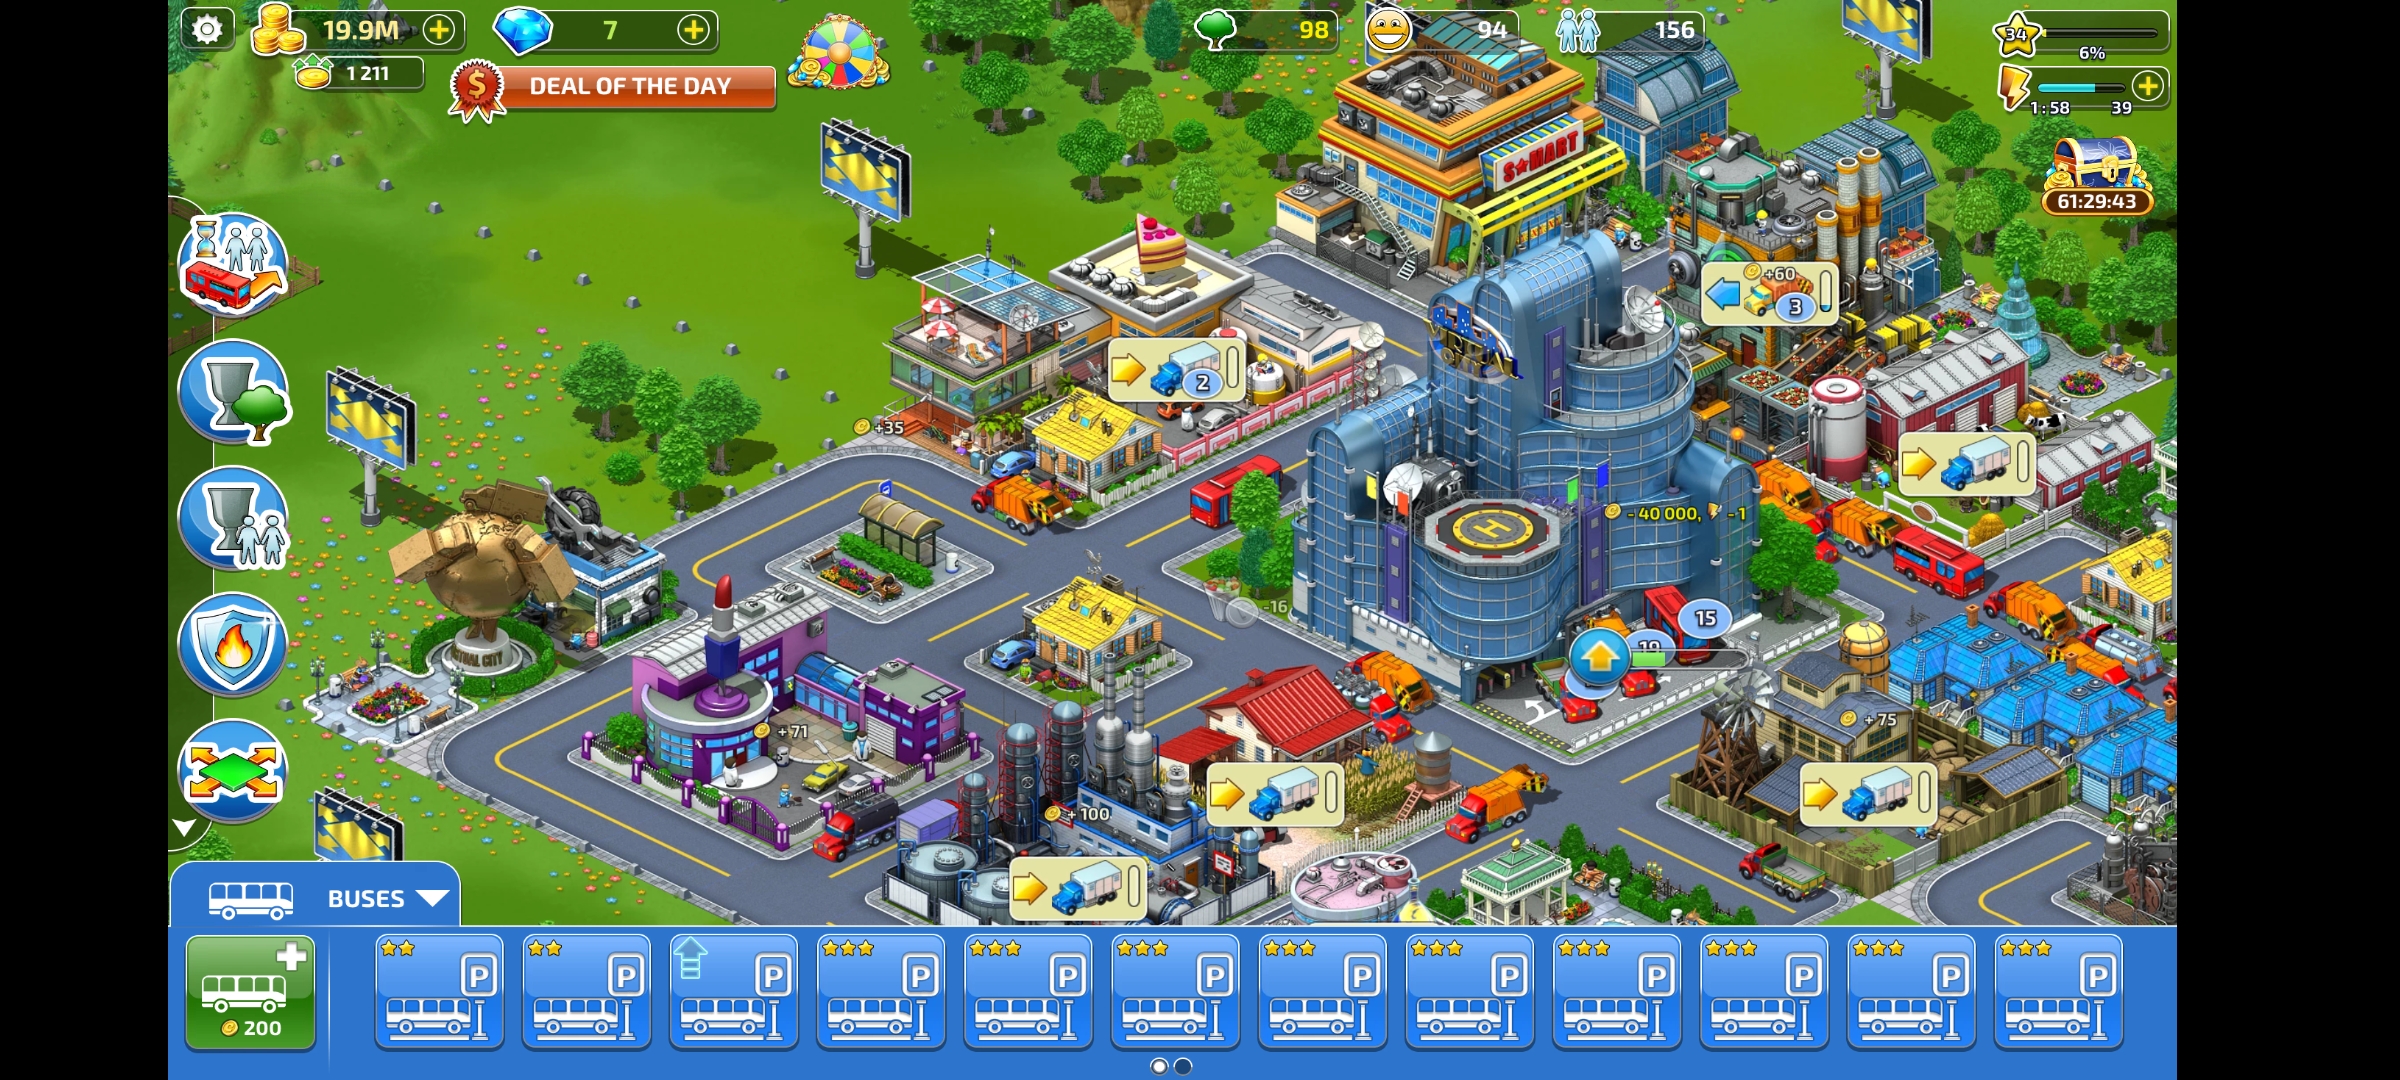 19.9M
7
98
94
156
34
6%
1 211
DEAL OF THE DAY
1:58
39
61:29:43
S★MART
+60
3
2
+35
- 40 000, -1
-16
15
+71
+75
+100
BUSES
200
P
P
P
P
P
P
P
P
P
P
P
P